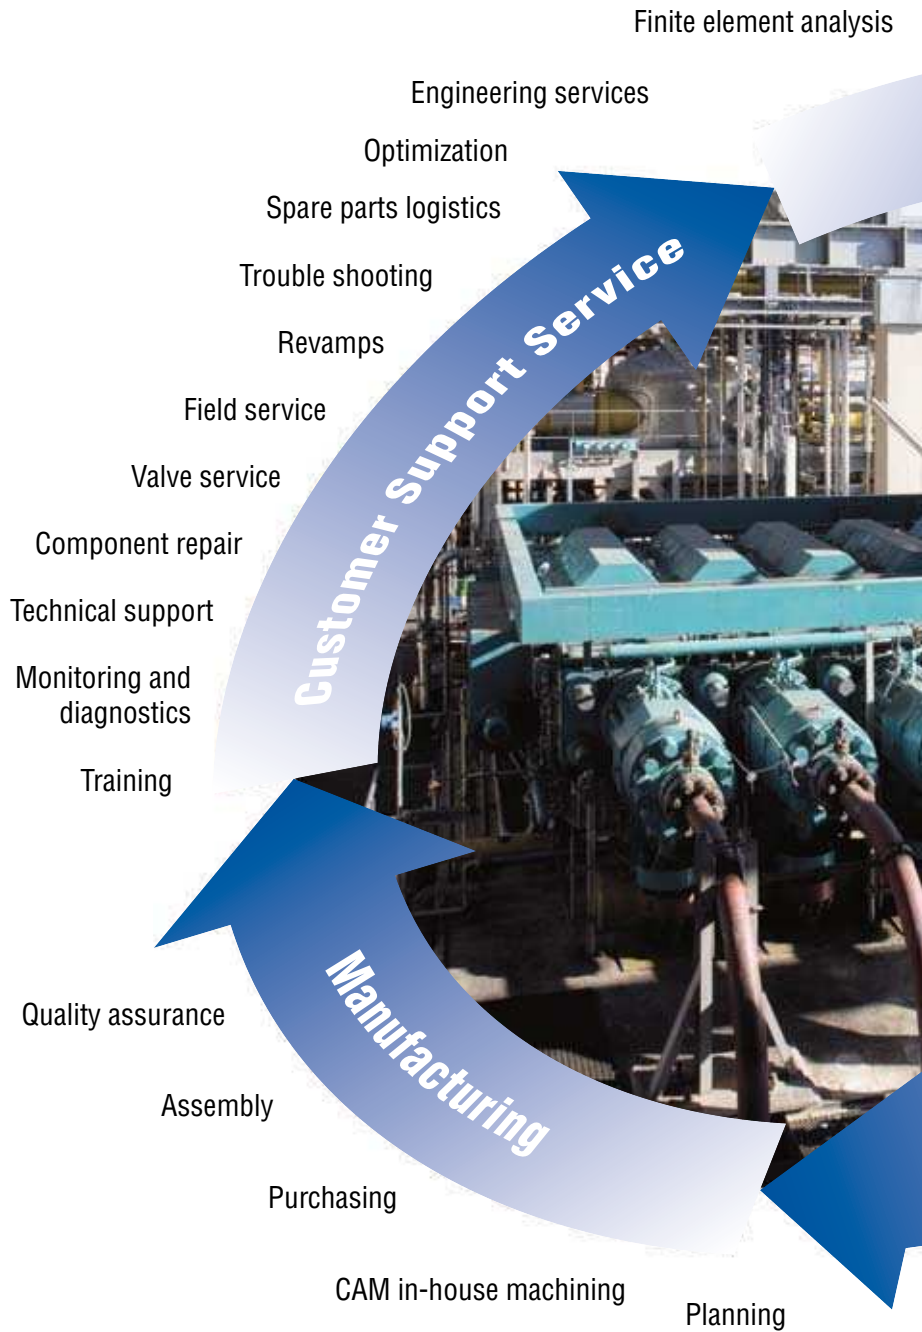 Finite element analysis
Engineering services
Optimization
Spare parts logistics
Trouble shooting
Revamps
Field service
Valve service
Component repair
Technical support
Monitoring and
diagnostics
Training
Customer Support Service
Manufacturing
Quality assurance
Assembly
Purchasing
CAM in-house machining
Planning